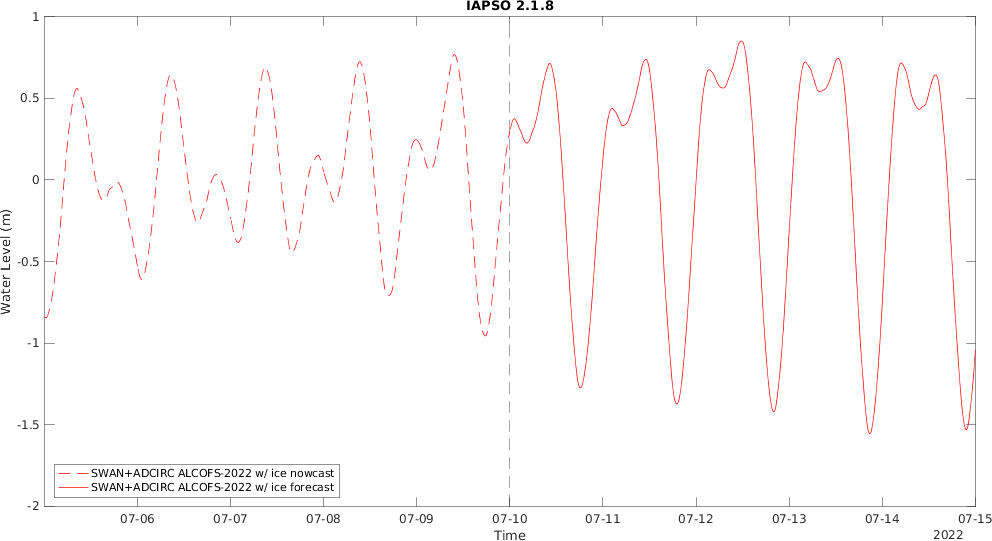 IAPSO 2.1.8
1
0.5
0
-0.5
-1
-1.5
-2
Water Level (m)
SWAN+ADCIRC ALCOFS-2022 w/ ice nowcast
SWAN+ADCIRC ALCOFS-2022 w/ ice forecast
07-06 07-07 07-08 07-09 07-10 07-11 07-12 07-13 07-14 07-15
Time
2022